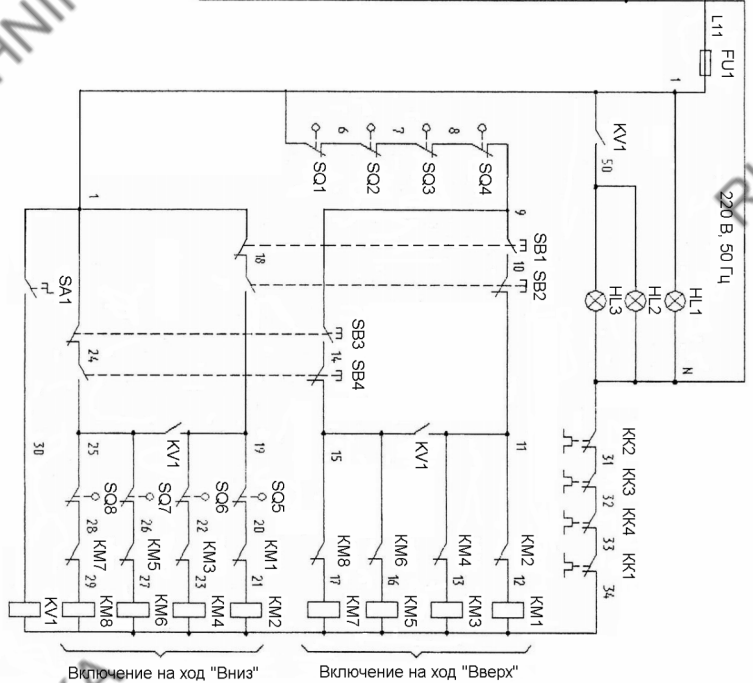 L11
FU1
1
220 В, 50 Гц
KV1
50
HL1
HL2
HL3
N
6
7
8
SQ1
SQ2
SQ3
SQ4
1
9
SB1
SB2
10
18
SA1
SB3
SB4
24
14
KK2
31
KK3
32
KK4
33
KK1
34
KV1
KV1
30
25
19
15
11
SQ8
SQ7
SQ6
SQ5
28
26
22
20
KM7
KM5
KM3
KM1
KM8
KM6
KM4
KM2
29
27
23
21
17
16
13
12
KV1
KM8
KM6
KM4
KM2
KM7
KM5
KM3
KM1
Включение на ход "Вниз"
Включение на ход "Вверх"